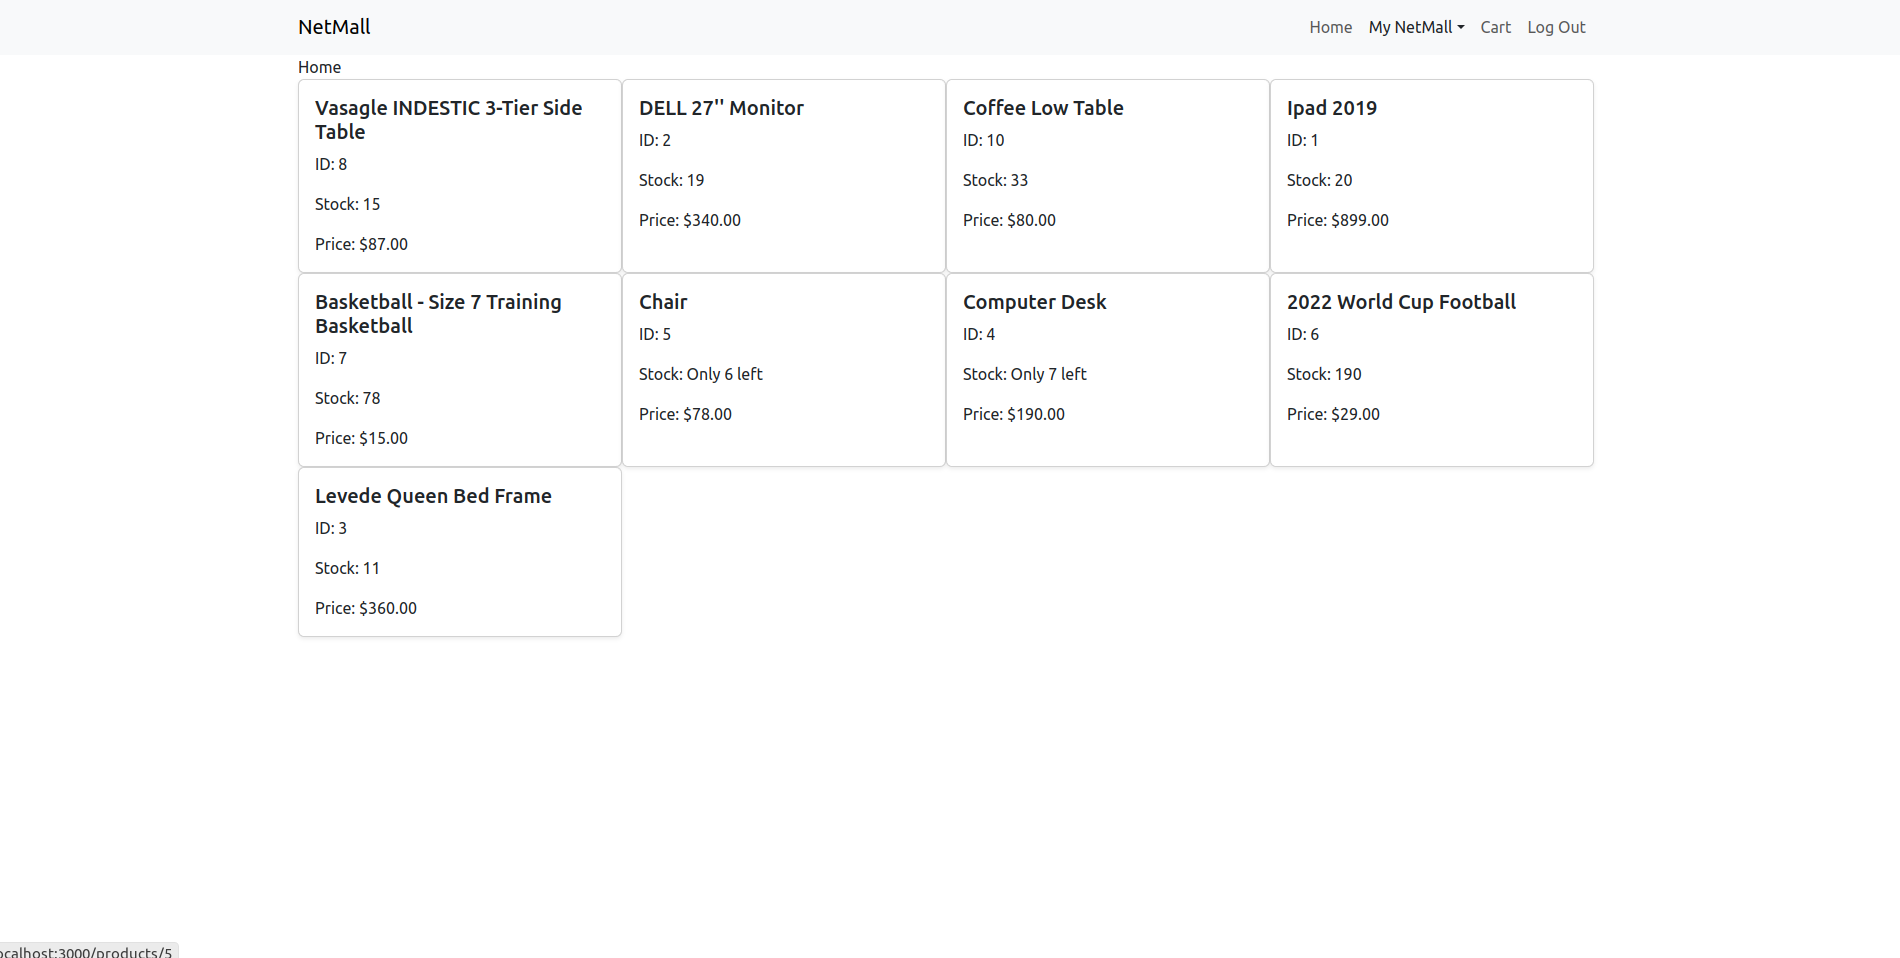 NetMall
Home
My NetMall
Cart
Log Out
Home
Vasagle INDESTIC 3-Tier Side
Table
ID: 8
Stock: 15
Price: $87.00
DELL 27'' Monitor
ID: 2
Stock: 19
Price: $340.00
Coffee Low Table
ID: 10
Stock: 33
Price: $80.00
Ipad 2019
ID: 1
Stock: 20
Price: $899.00
Basketball - Size 7 Training
Basketball
ID: 7
Stock: 78
Price: $15.00
Chair
ID: 5
Stock: Only 6 left
Price: $78.00
Computer Desk
ID: 4
Stock: Only 7 left
Price: $190.00
2022 World Cup Football
ID: 6
Stock: 190
Price: $29.00
Levede Queen Bed Frame
ID: 3
Stock: 11
Price: $360.00
ocalhost:3000/products/5